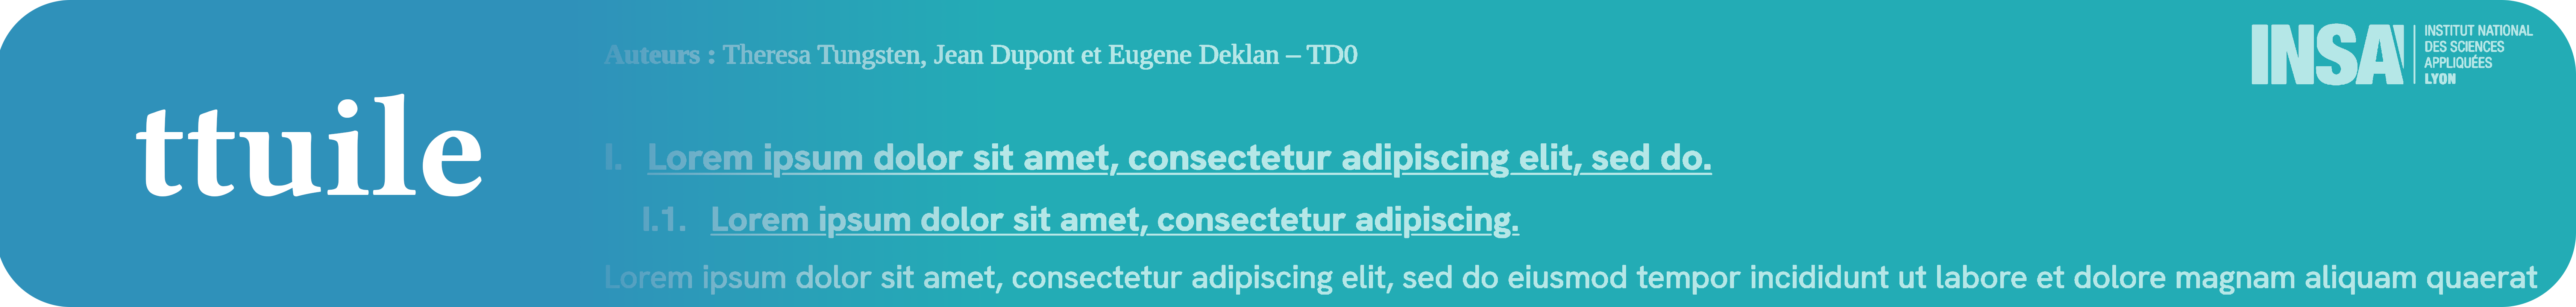 ttuile
Auteurs : Theresa Tungsten, Jean Dupont et Eugene Deklan – TD0
INSA
INSTITUT NATIONAL
DES SCIENCES
APPLIQUÉES
LYON
I. Lorem ipsum dolor sit amet, consectetur adipiscing elit, sed do.
I.1. Lorem ipsum dolor sit amet, consectetur adipiscing.
Lorem ipsum dolor sit amet, consectetur adipiscing elit, sed do eiusmod tempor incididunt ut labore et dolore magnam aliquam quaerat